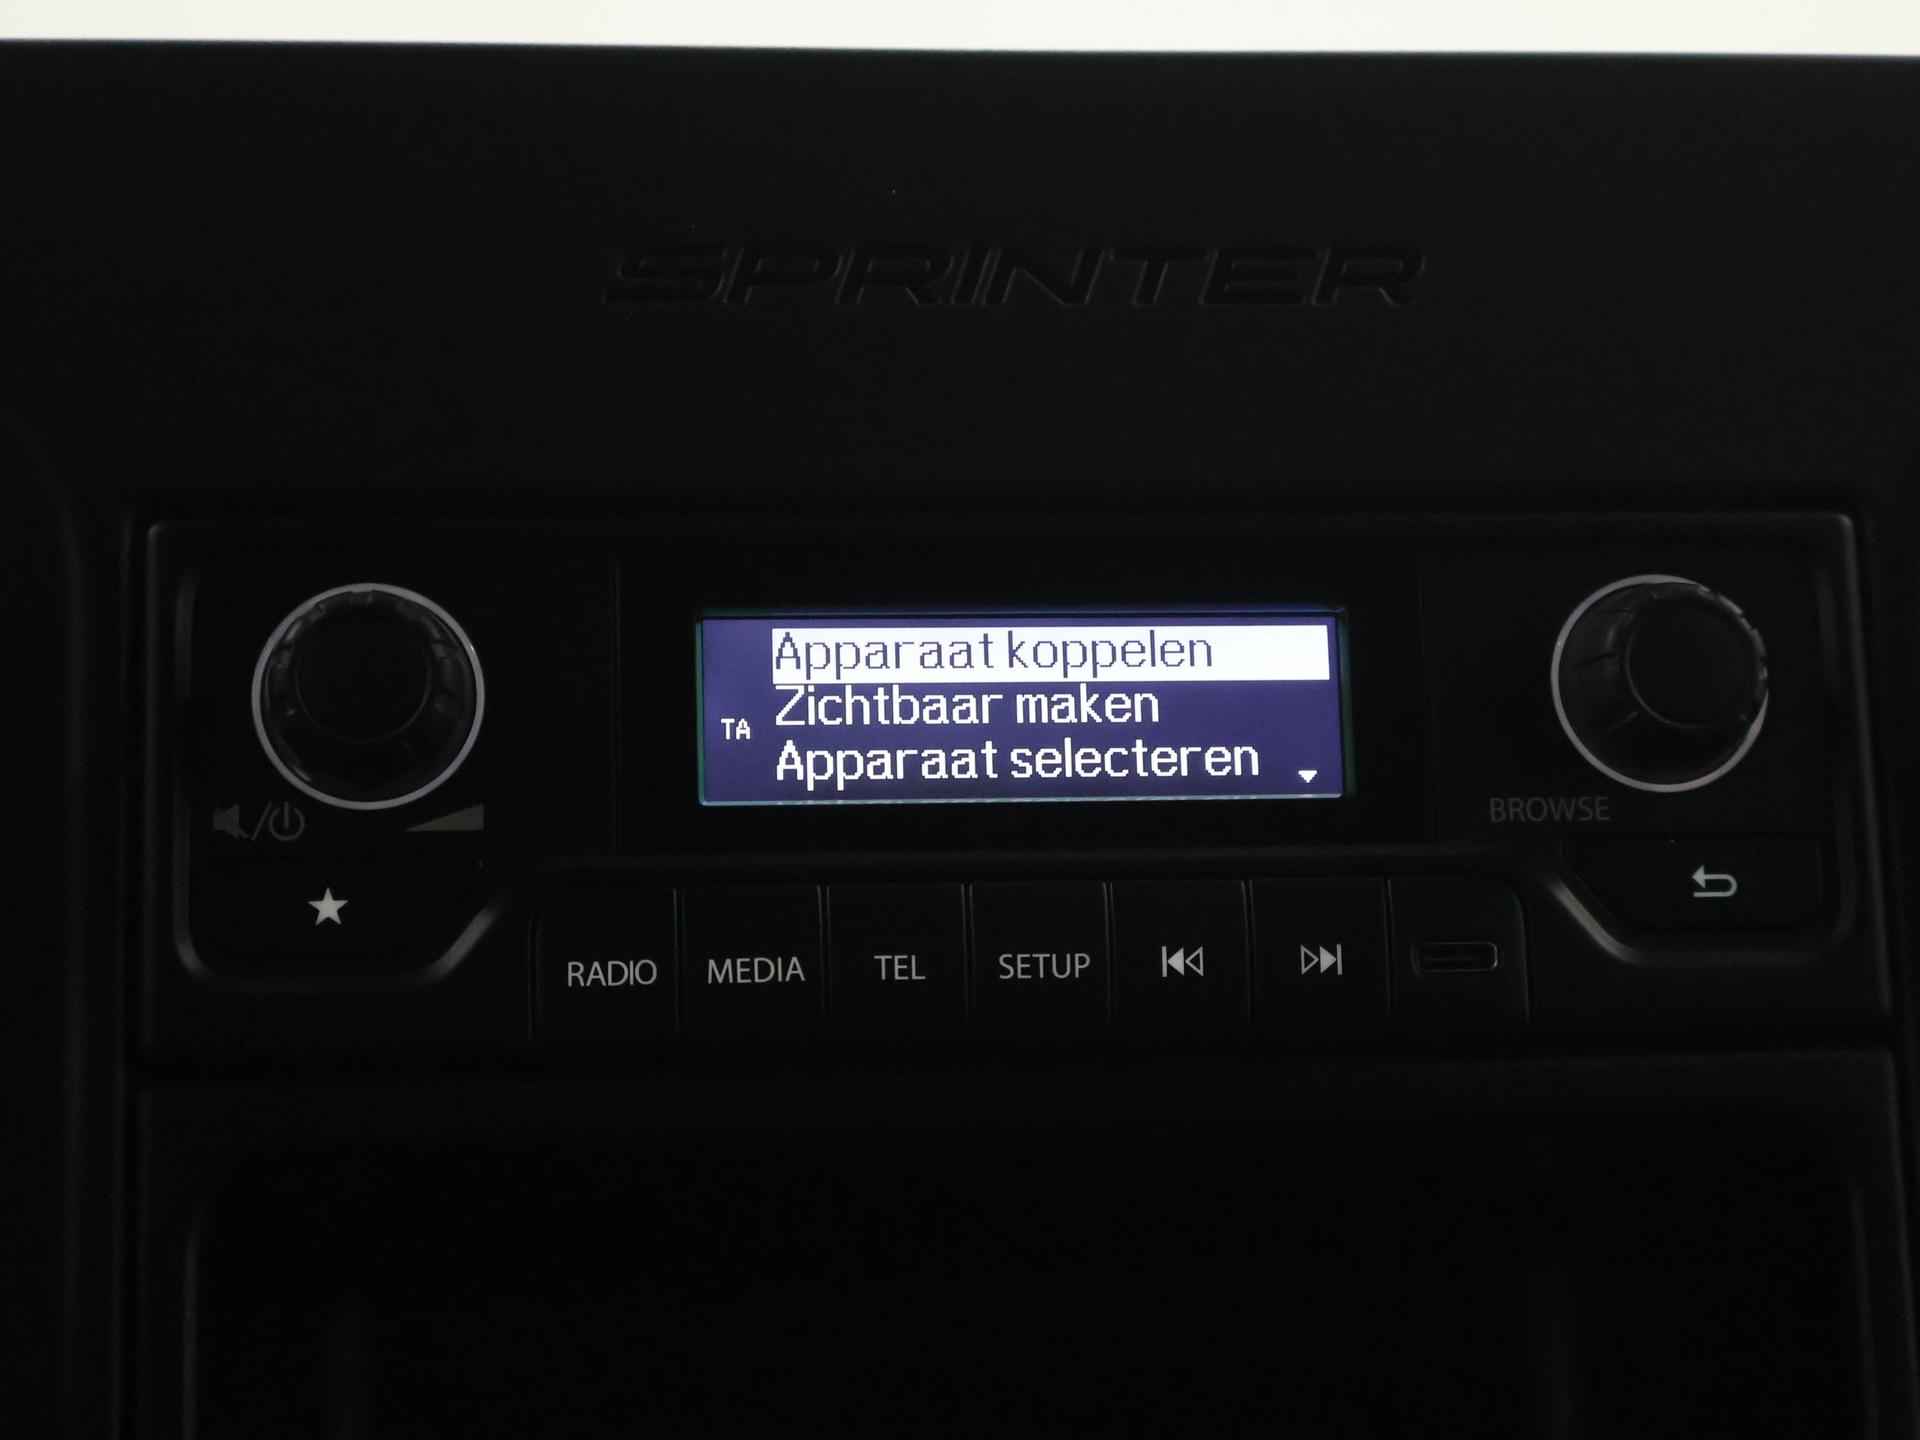 SPRINTER
Apparaat koppelen
Zichtbaar maken
TA
Apparaat selecteren
BROWSE
RADIO
MEDIA
TEL
SETUP